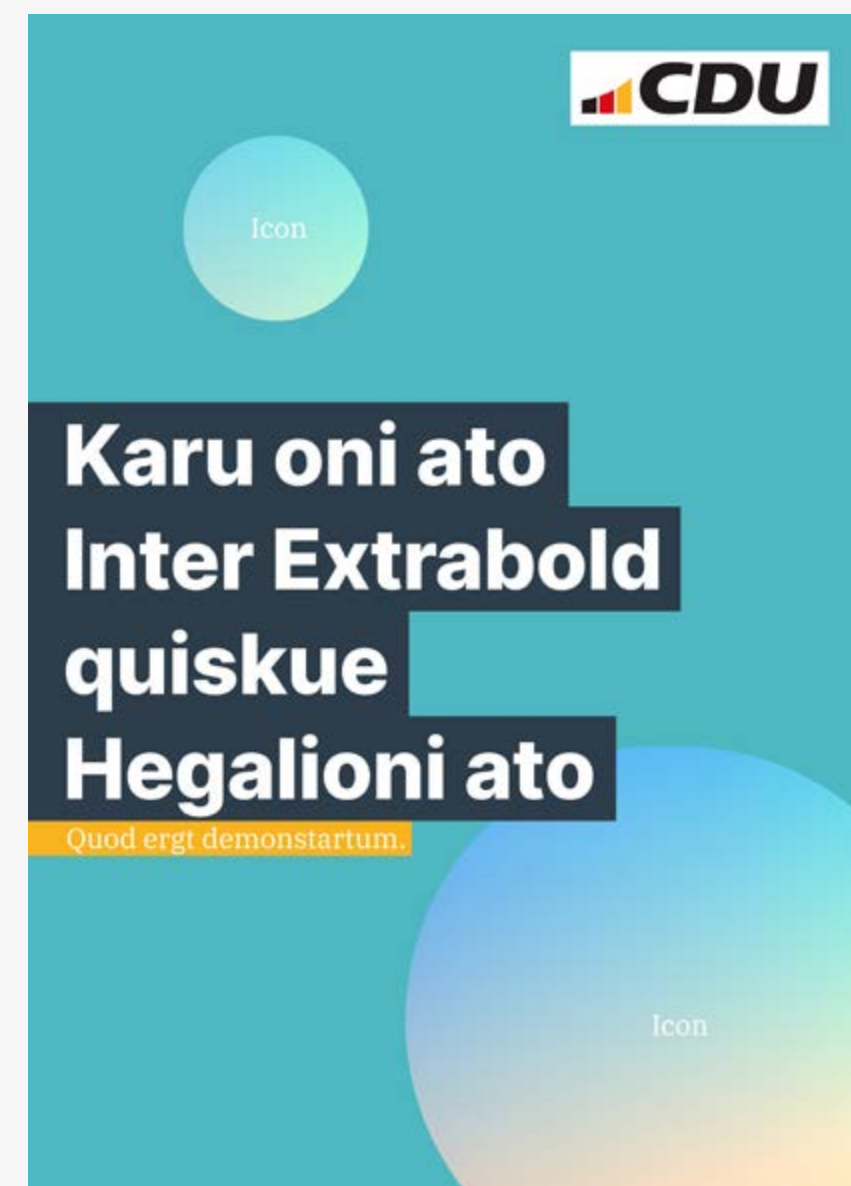 CDU
Icon
Karu oni ato
Inter Extrabold
quiskue
Hegalioni ato
Quod ergt demonstartum.
Icon